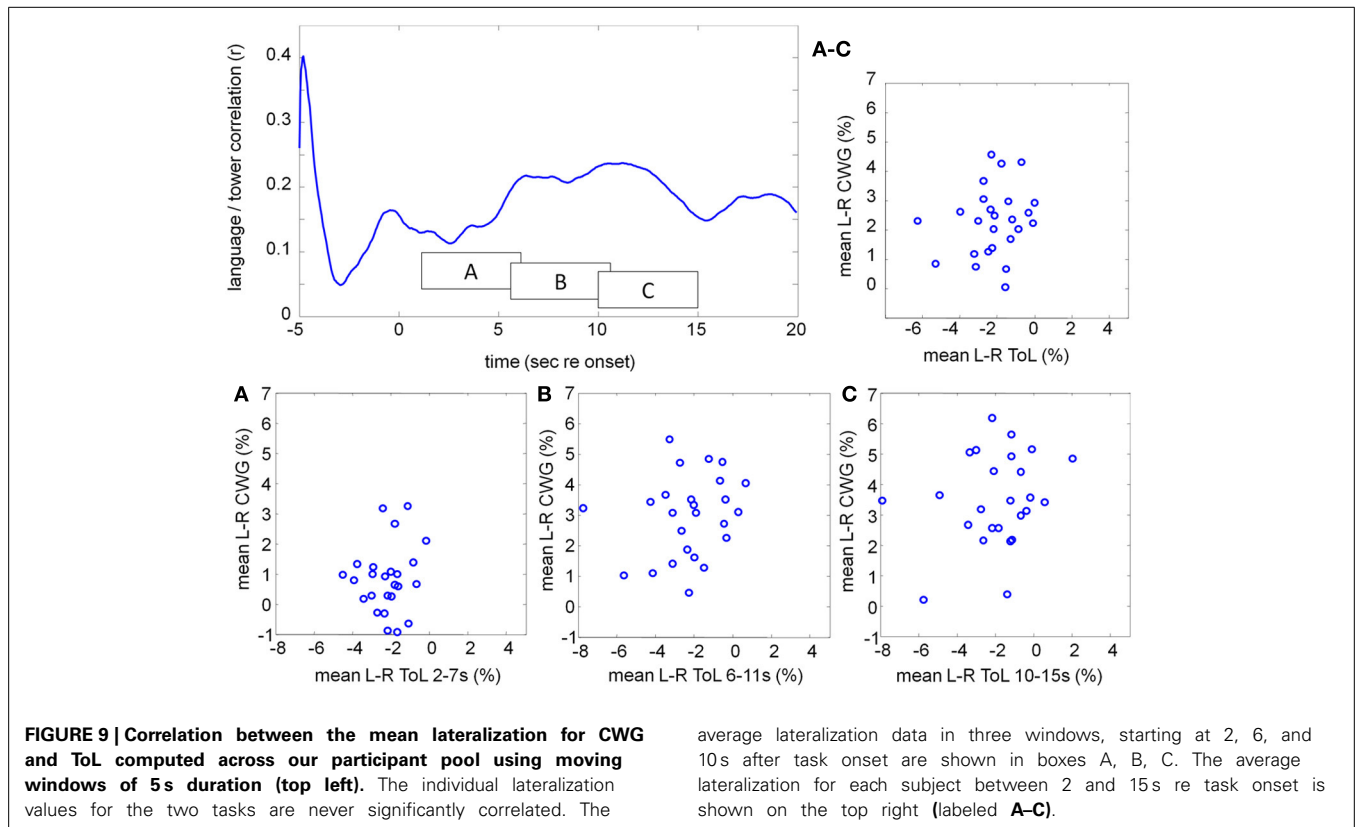 0.4
0.3
0.2
0.1
0
-5 0 5 10 15 20
language / tower correlation (r)
time (sec re onset)
A
B
C
A-C
7
6
5
4
3
2
1
0
-6 -4 -2 0 2 4
mean L-R CWG (%)
mean L-R ToL (%)
A
7
6
5
4
3
2
1
0
-1
-8 -6 -4 -2 0 2 4
mean L-R CWG (%)
mean L-R ToL 2-7s (%)
B
7
6
5
4
3
2
1
0
-1
-8 -6 -4 -2 0 2 4
mean L-R CWG (%)
mean L-R ToL 6-11s (%)
C
7
6
5
4
3
2
1
0
-1
-8 -6 -4 -2 0 2 4
mean L-R CWG (%)
mean L-R ToL 10-15s (%)
FIGURE 9 | Correlation between the mean lateralization for CWG
and ToL computed across our participant pool using moving
windows of 5 s duration (top left). The individual lateralization
values for the two tasks are never significantly correlated. The
average lateralization data in three windows, starting at 2, 6, and
10 s after task onset are shown in boxes A, B, C. The average
lateralization for each subject between 2 and 15 s re task onset is
shown on the top right (labeled A–C).